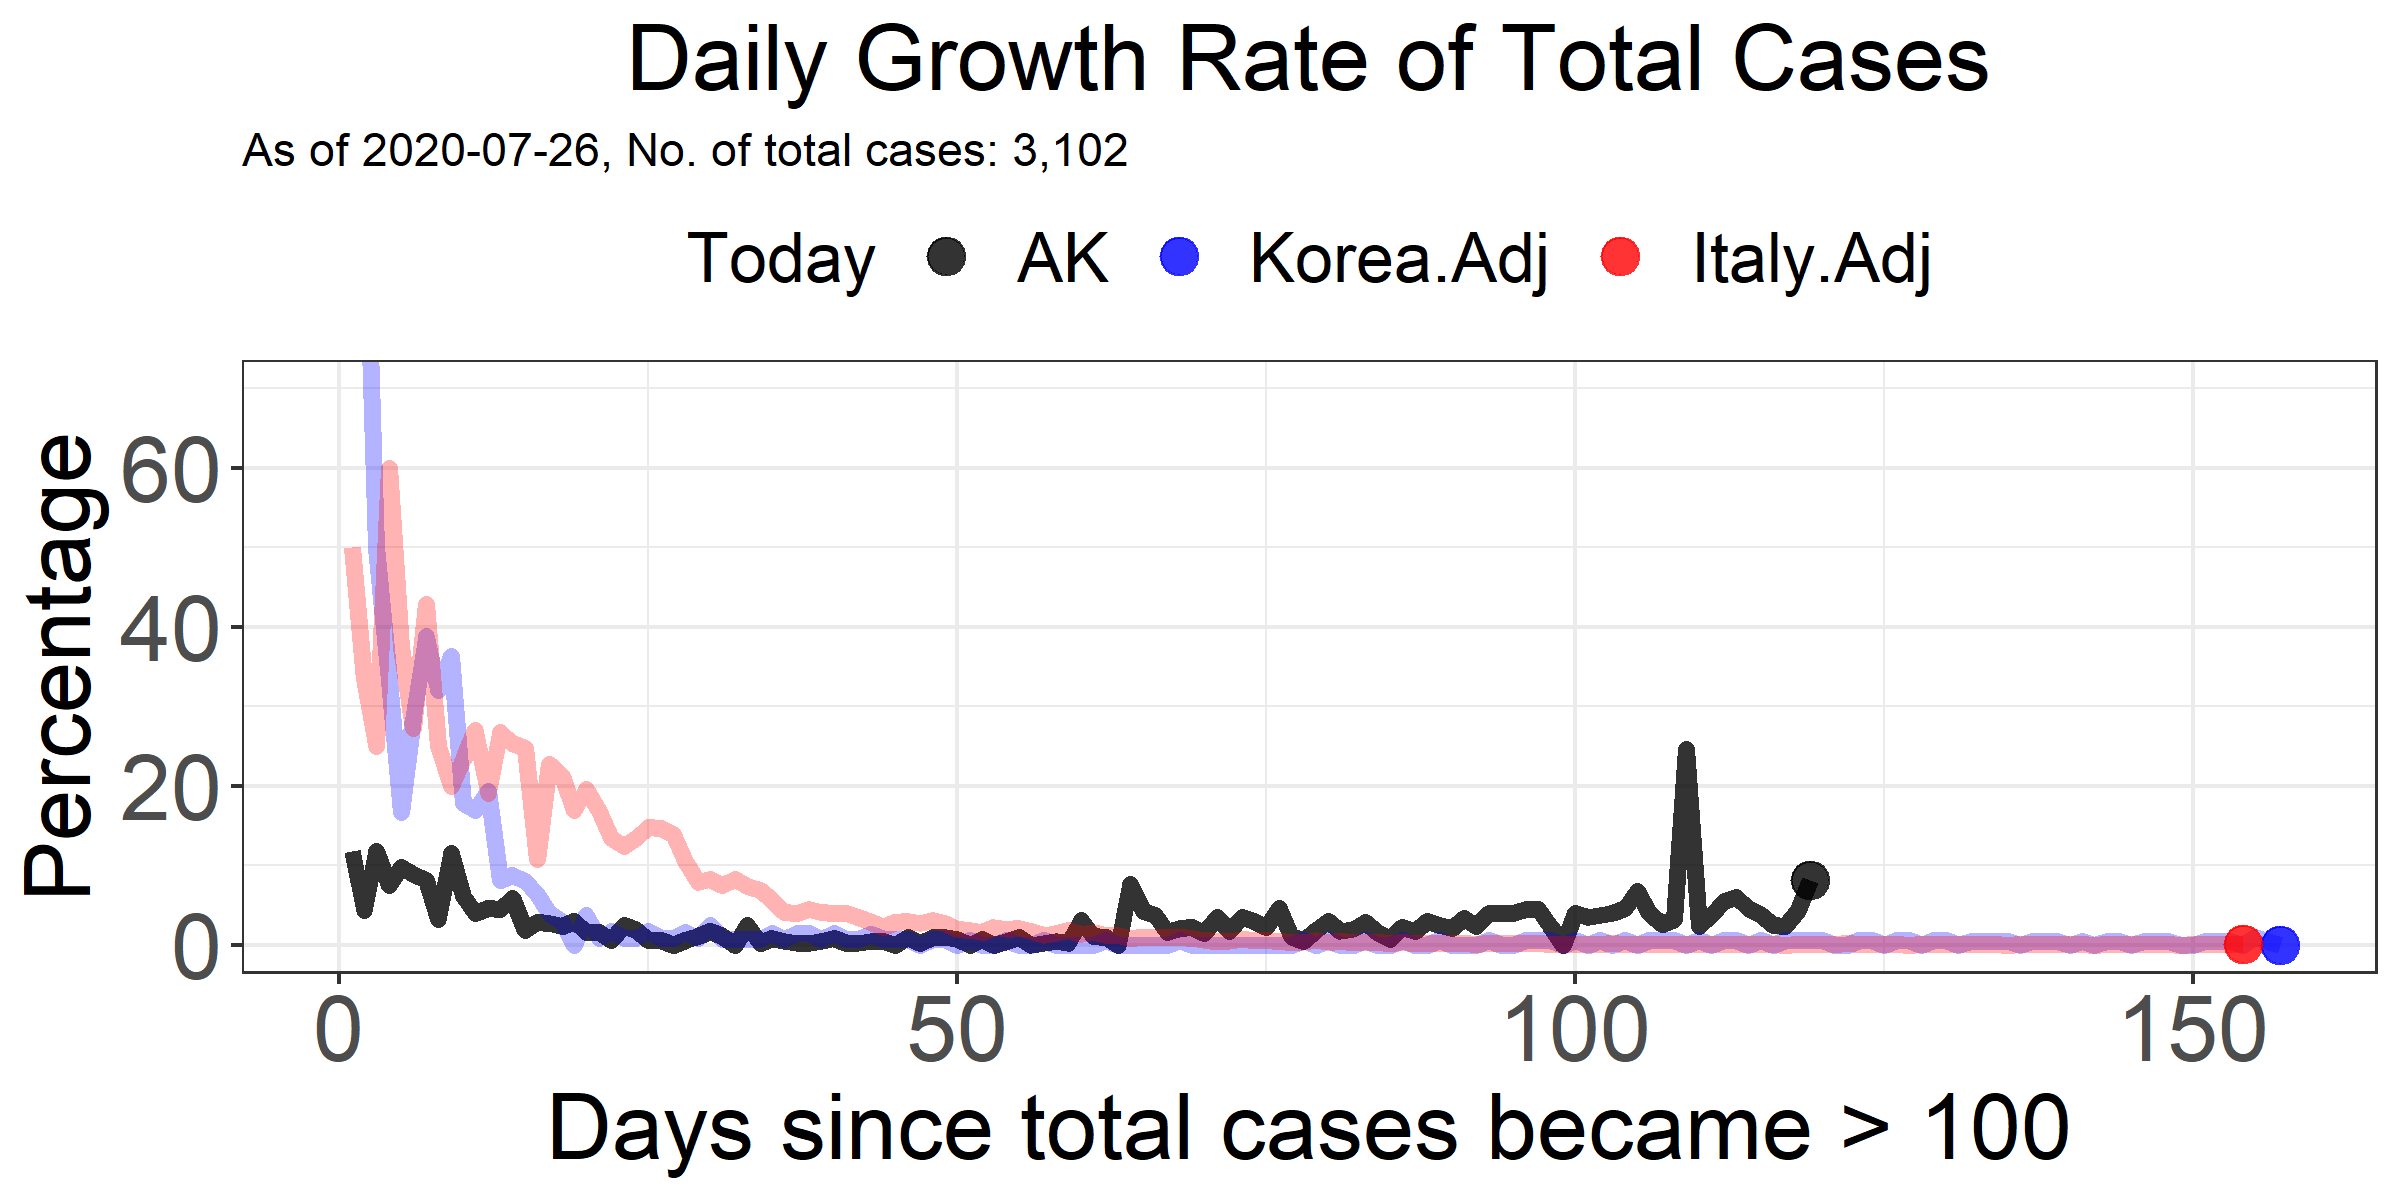 Daily Growth Rate of Total Cases
As of 2020-07-26, No. of total cases: 3,102
Today AK Korea.Adj Italy.Adj
Percentage
60
40
20
0
0 50 100 150
Days since total cases became > 100